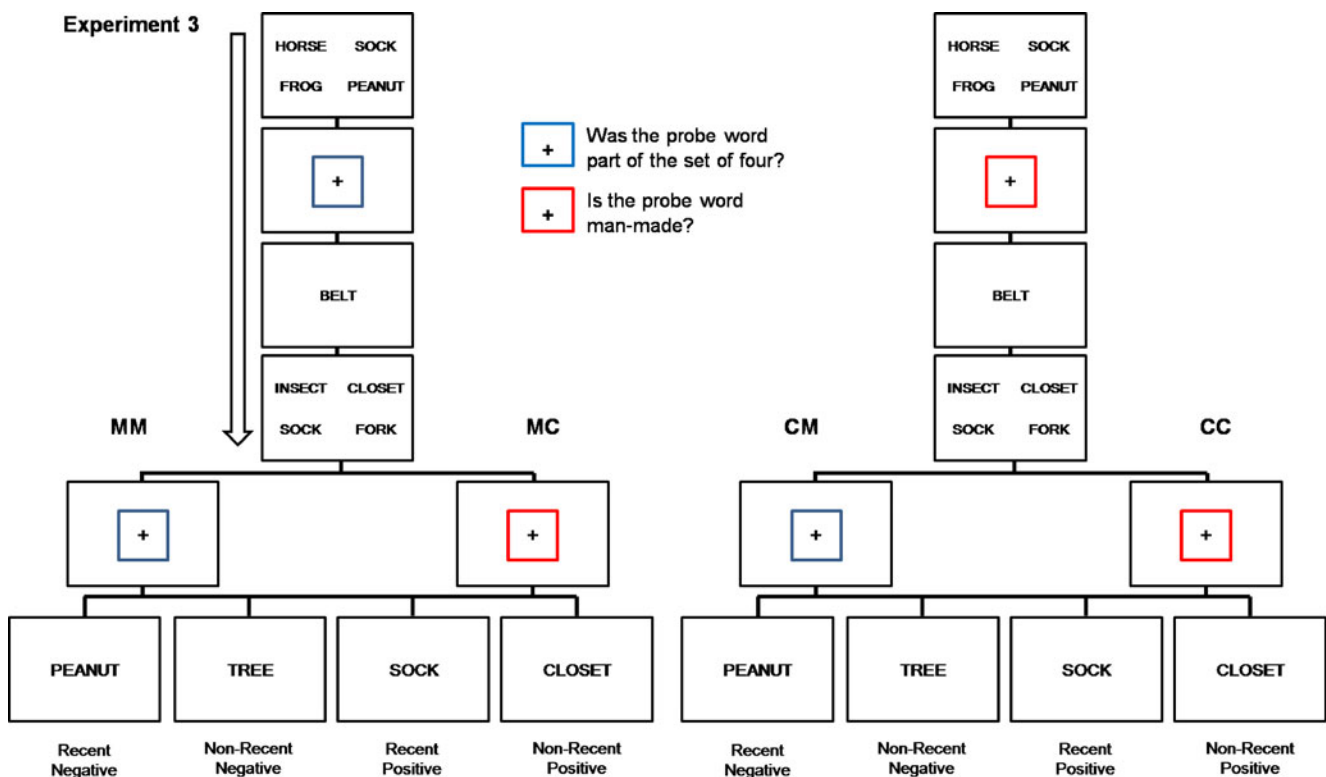 Experiment 3
HORSE SOCK
FROG PEANUT
+
BELT
INSECT CLOSET
SOCK FORK
+ Was the probe word
part of the set of four?
+ Is the probe word
man-made?
HORSE SOCK
FROG PEANUT
+
BELT
INSECT CLOSET
SOCK FORK
MM MC CM CC
+ + + +
PEANUT TREE SOCK CLOSET PEANUT TREE SOCK CLOSET
Recent Non-Recent Recent Non-Recent Recent Non-Recent Recent Non-Recent
Negative Negative Positive Positive Negative Negative Positive Positive